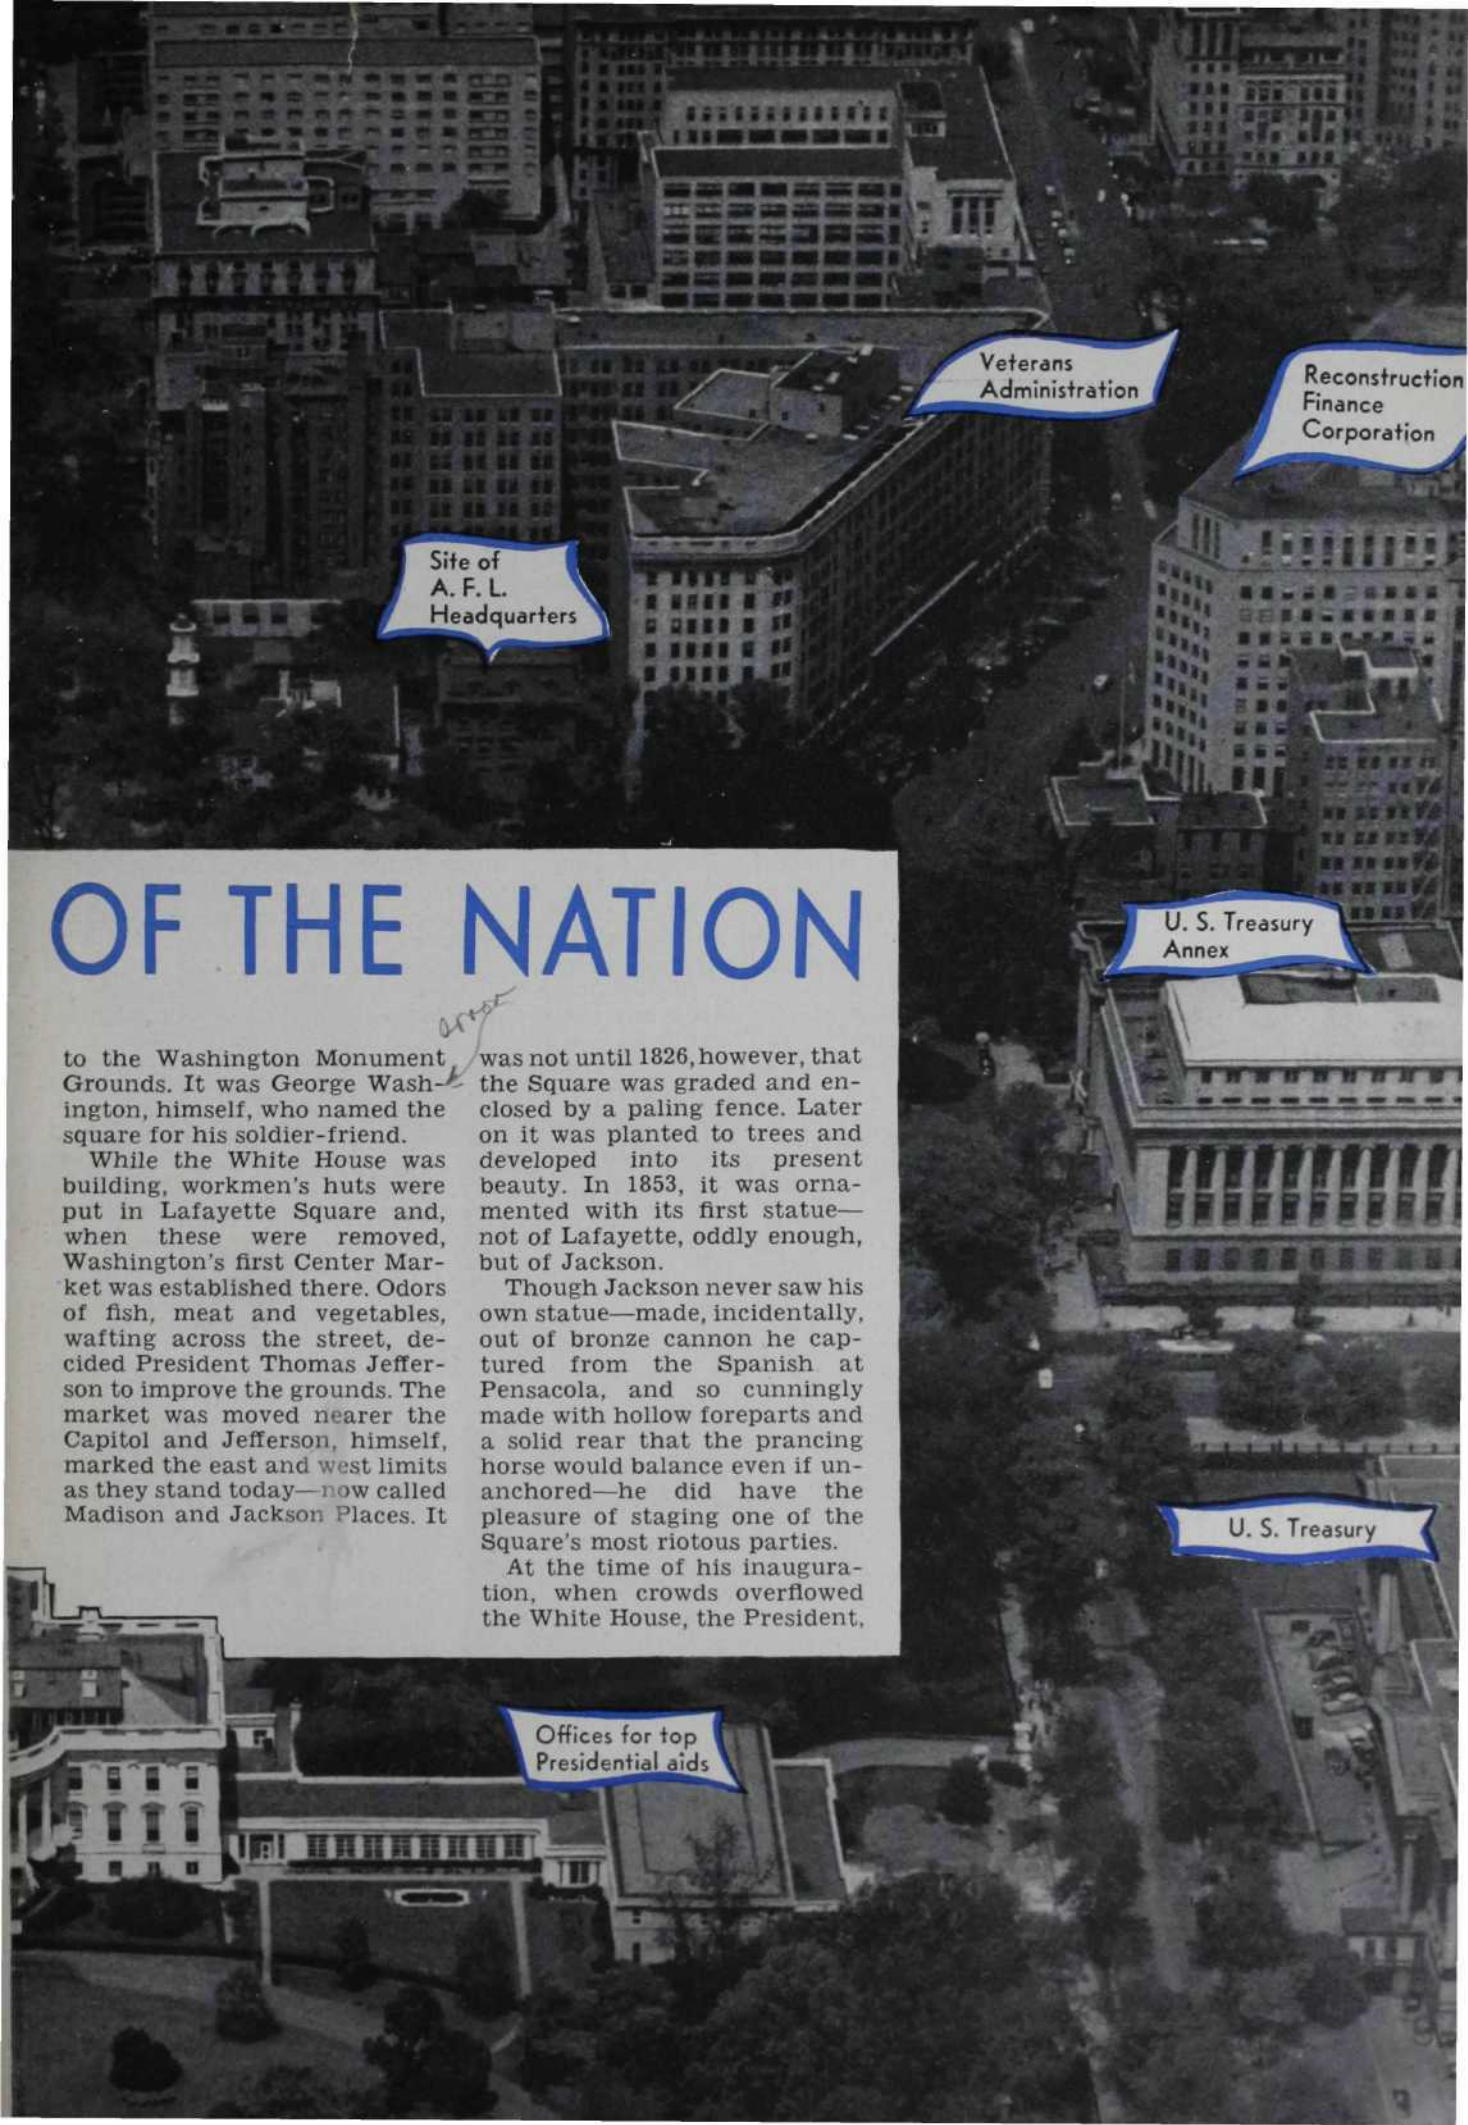 Veterans
Administration
Reconstruction
Finance
Corporation
Site of
A. F. L.
Headquarters
U. S. Treasury
Annex
OF THE NATION
error
to the Washington Monument
Grounds. It was George Wash-
ington, himself, who named the
square for his soldier-friend.
While the White House was
building, workmen's huts were
put in Lafayette Square and,
when these were removed,
Washington's first Center Mar-
ket was established there. Odors
of fish, meat and vegetables,
wafting across the street, de-
cided President Thomas Jeffer-
son to improve the grounds. The
market was moved nearer the
Capitol and Jefferson, himself,
marked the east and west limits
as they stand today—now called
Madison and Jackson Places. It
was not until 1826, however, that
the Square was graded and en-
closed by a paling fence. Later
on it was planted to trees and
developed into its present
beauty. In 1853, it was orna-
mented with its first statue—
not of Lafayette, oddly enough,
but of Jackson.
Though Jackson never saw his
own statue—made, incidentally,
out of bronze cannon he cap-
tured from the Spanish at
Pensacola, and so cunningly
made with hollow foreparts and
a solid rear that the prancing
horse would balance even if un-
anchored—he did have the
pleasure of staging one of the
Square's most riotous parties.
At the time of his inaugura-
tion, when crowds overflowed
the White House, the President,
U. S. Treasury
Offices for top
Presidential aids